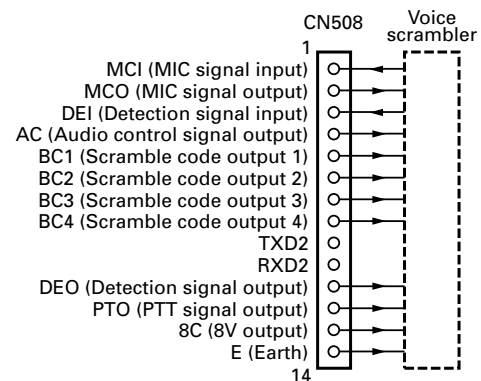 CN508
Voice
scrambler
1
MCI (MIC signal input)
MCO (MIC signal output)
DEI (Detection signal input)
AC (Audio control signal output)
BC1 (Scramble code output 1)
BC2 (Scramble code output 2)
BC3 (Scramble code output 3)
BC4 (Scramble code output 4)
TXD2
RXD2
DEO (Detection signal output)
PTO (PTT signal output)
8C (8V output)
E (Earth)
14